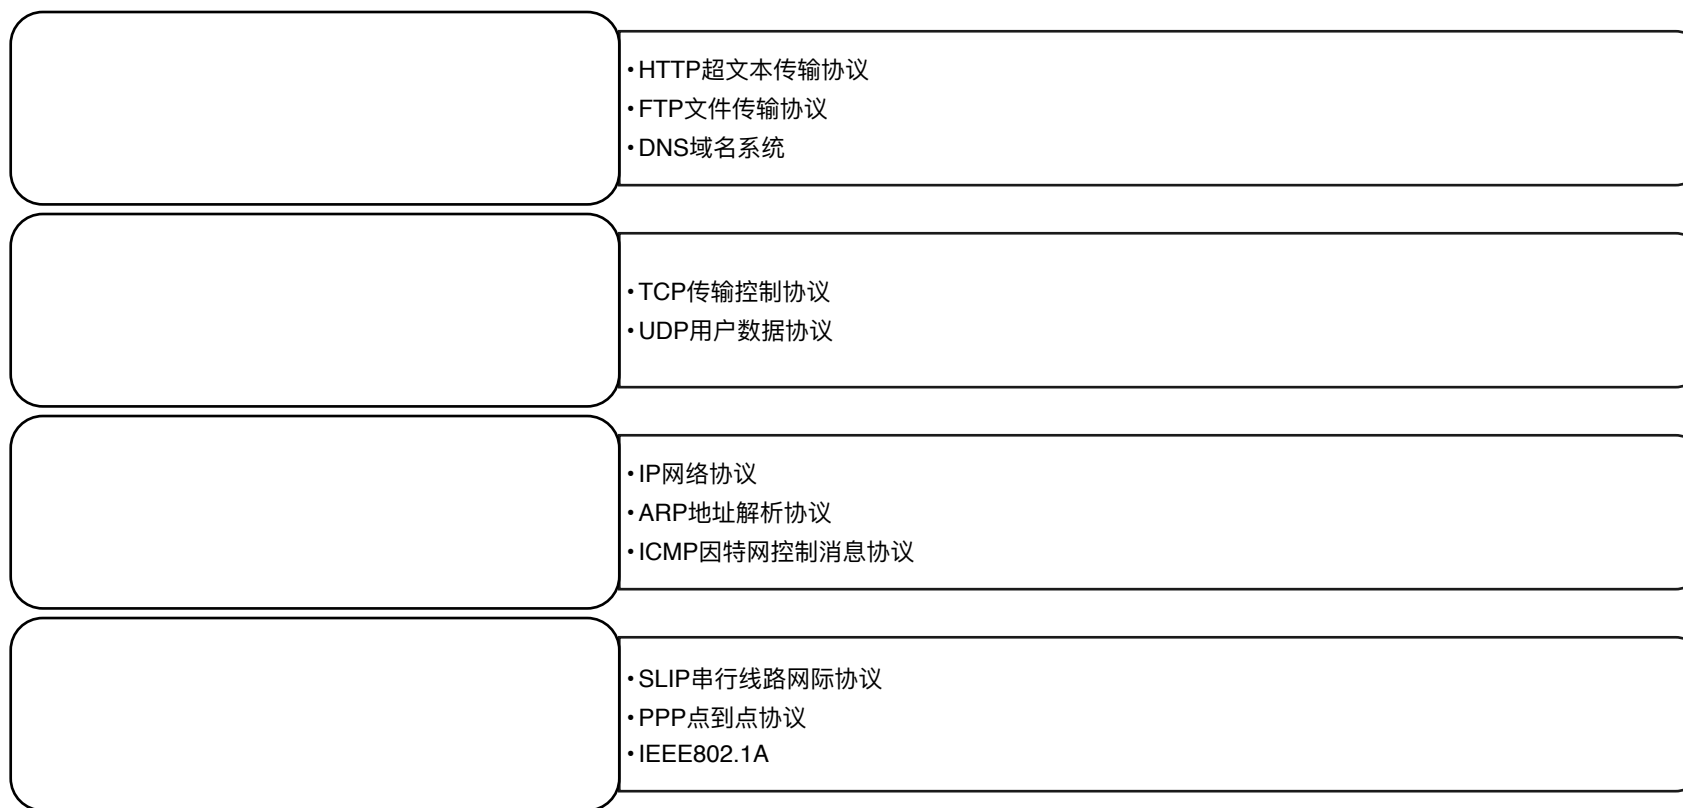 •HTTP超文本传输协议
•FTP文件传输协议
•DNS域名系统
•TCP传输控制协议
•UDP用户数据协议
•IP网络协议
•ARP地址解析协议
•ICMP因特网控制消息协议
•SLIP串行线路网际协议
•PPP点到点协议
•IEEE802.1A